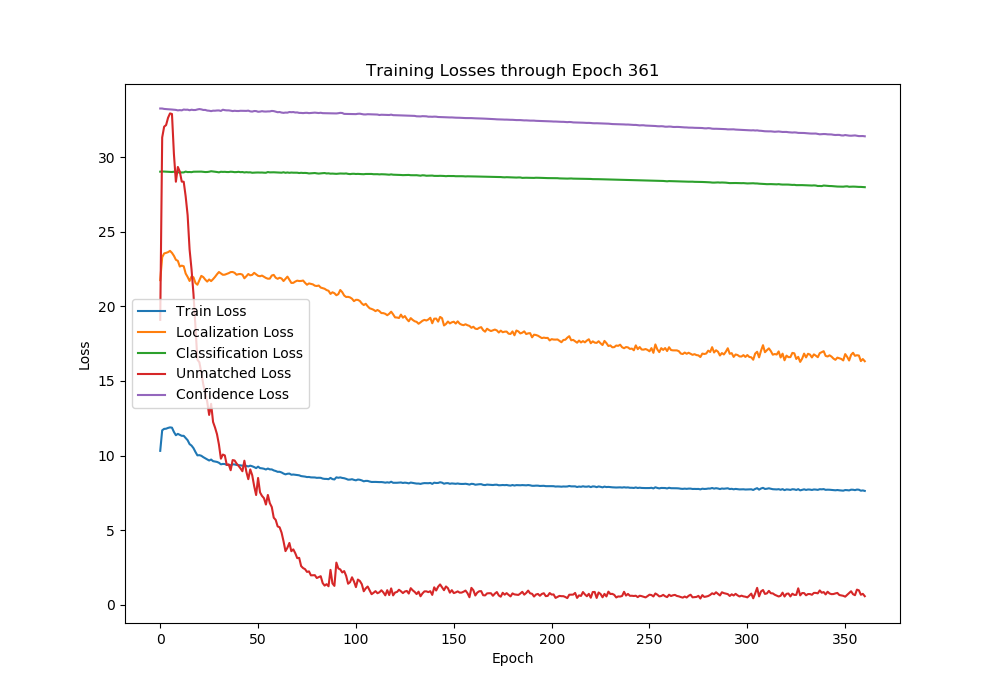 Training Losses through Epoch 361
Loss
30
25
20
15
10
5
0
Train Loss
Localization Loss
Classification Loss
Unmatched Loss
Confidence Loss
0 50 100 150 200 250 300 350
Epoch